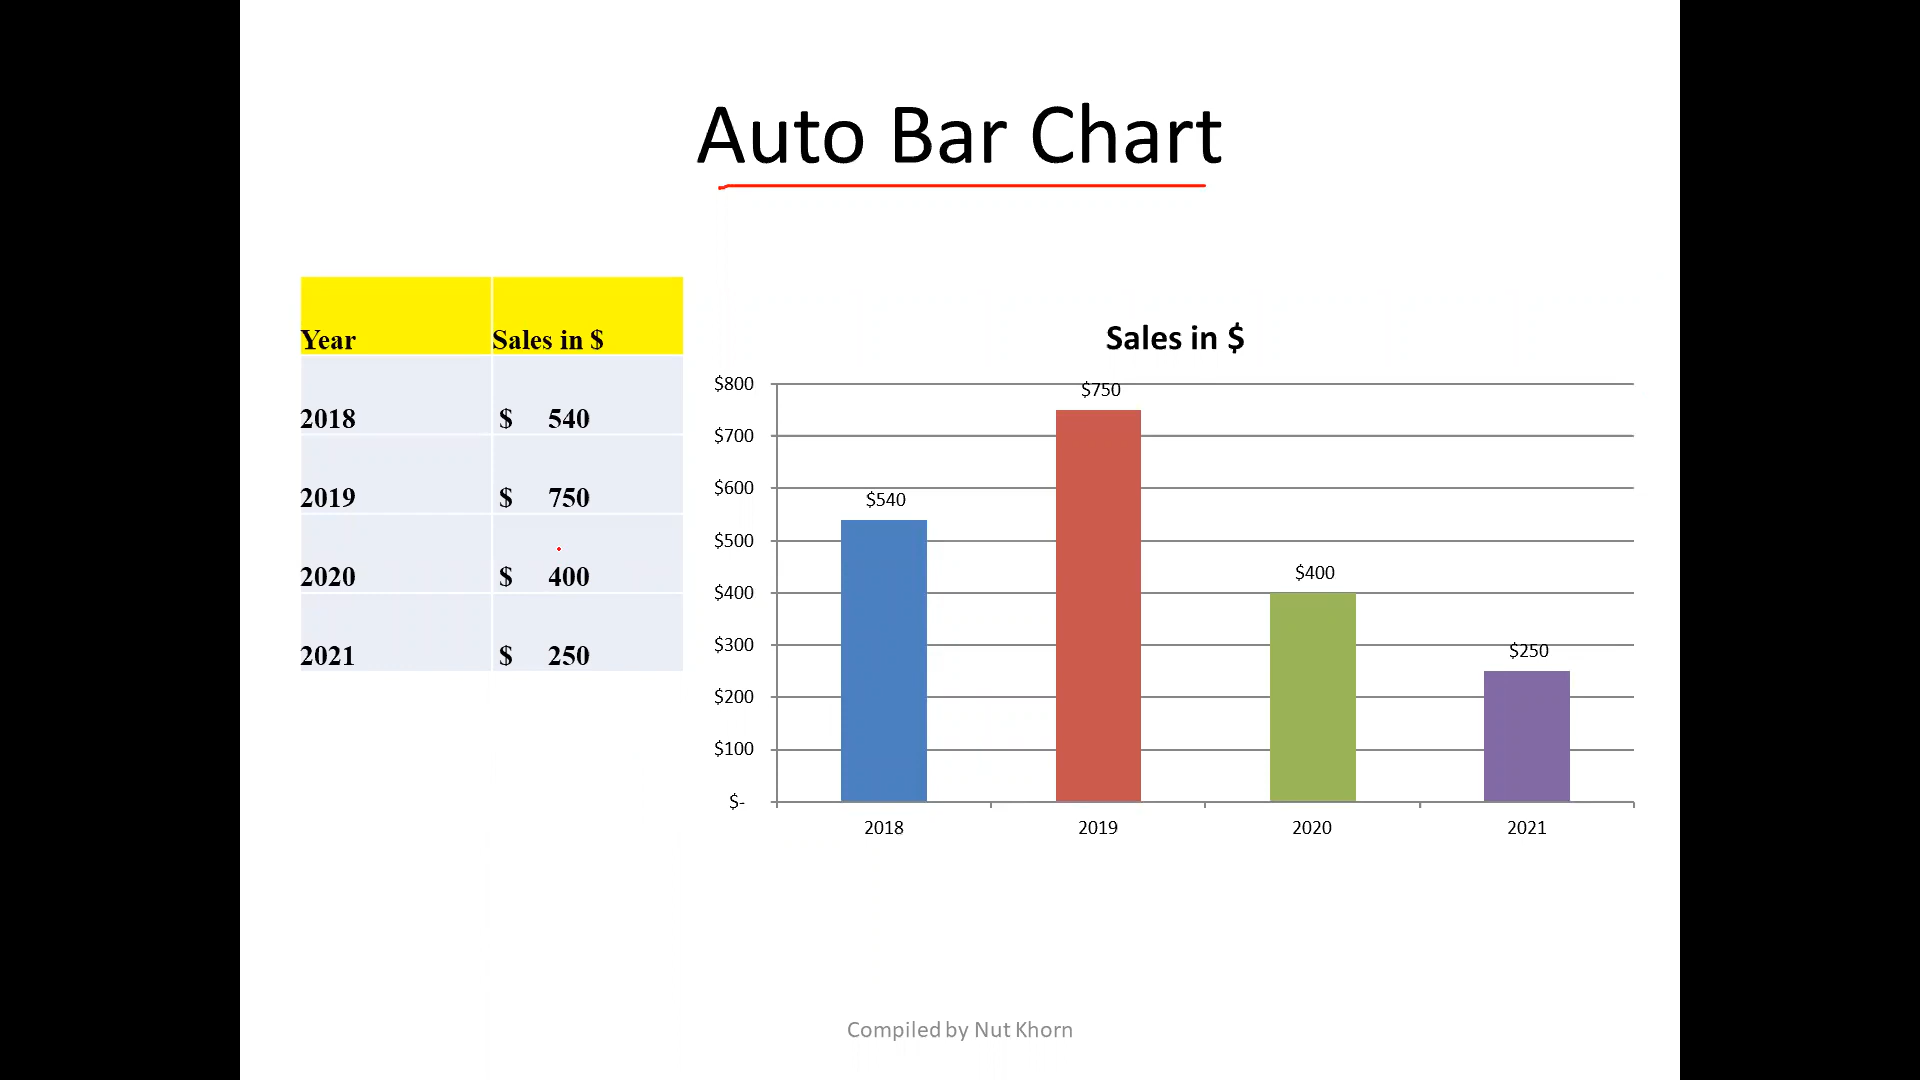 Auto Bar Chart
Year Sales in $
2018 $ 540
2019 $ 750
2020 $ 400
2021 $ 250
Sales in $
$800
$700
$600
$500
$400
$300
$200
$100
$-
$540
$750
$400
$250
2018 2019 2020 2021
Compiled by Nut Khorn